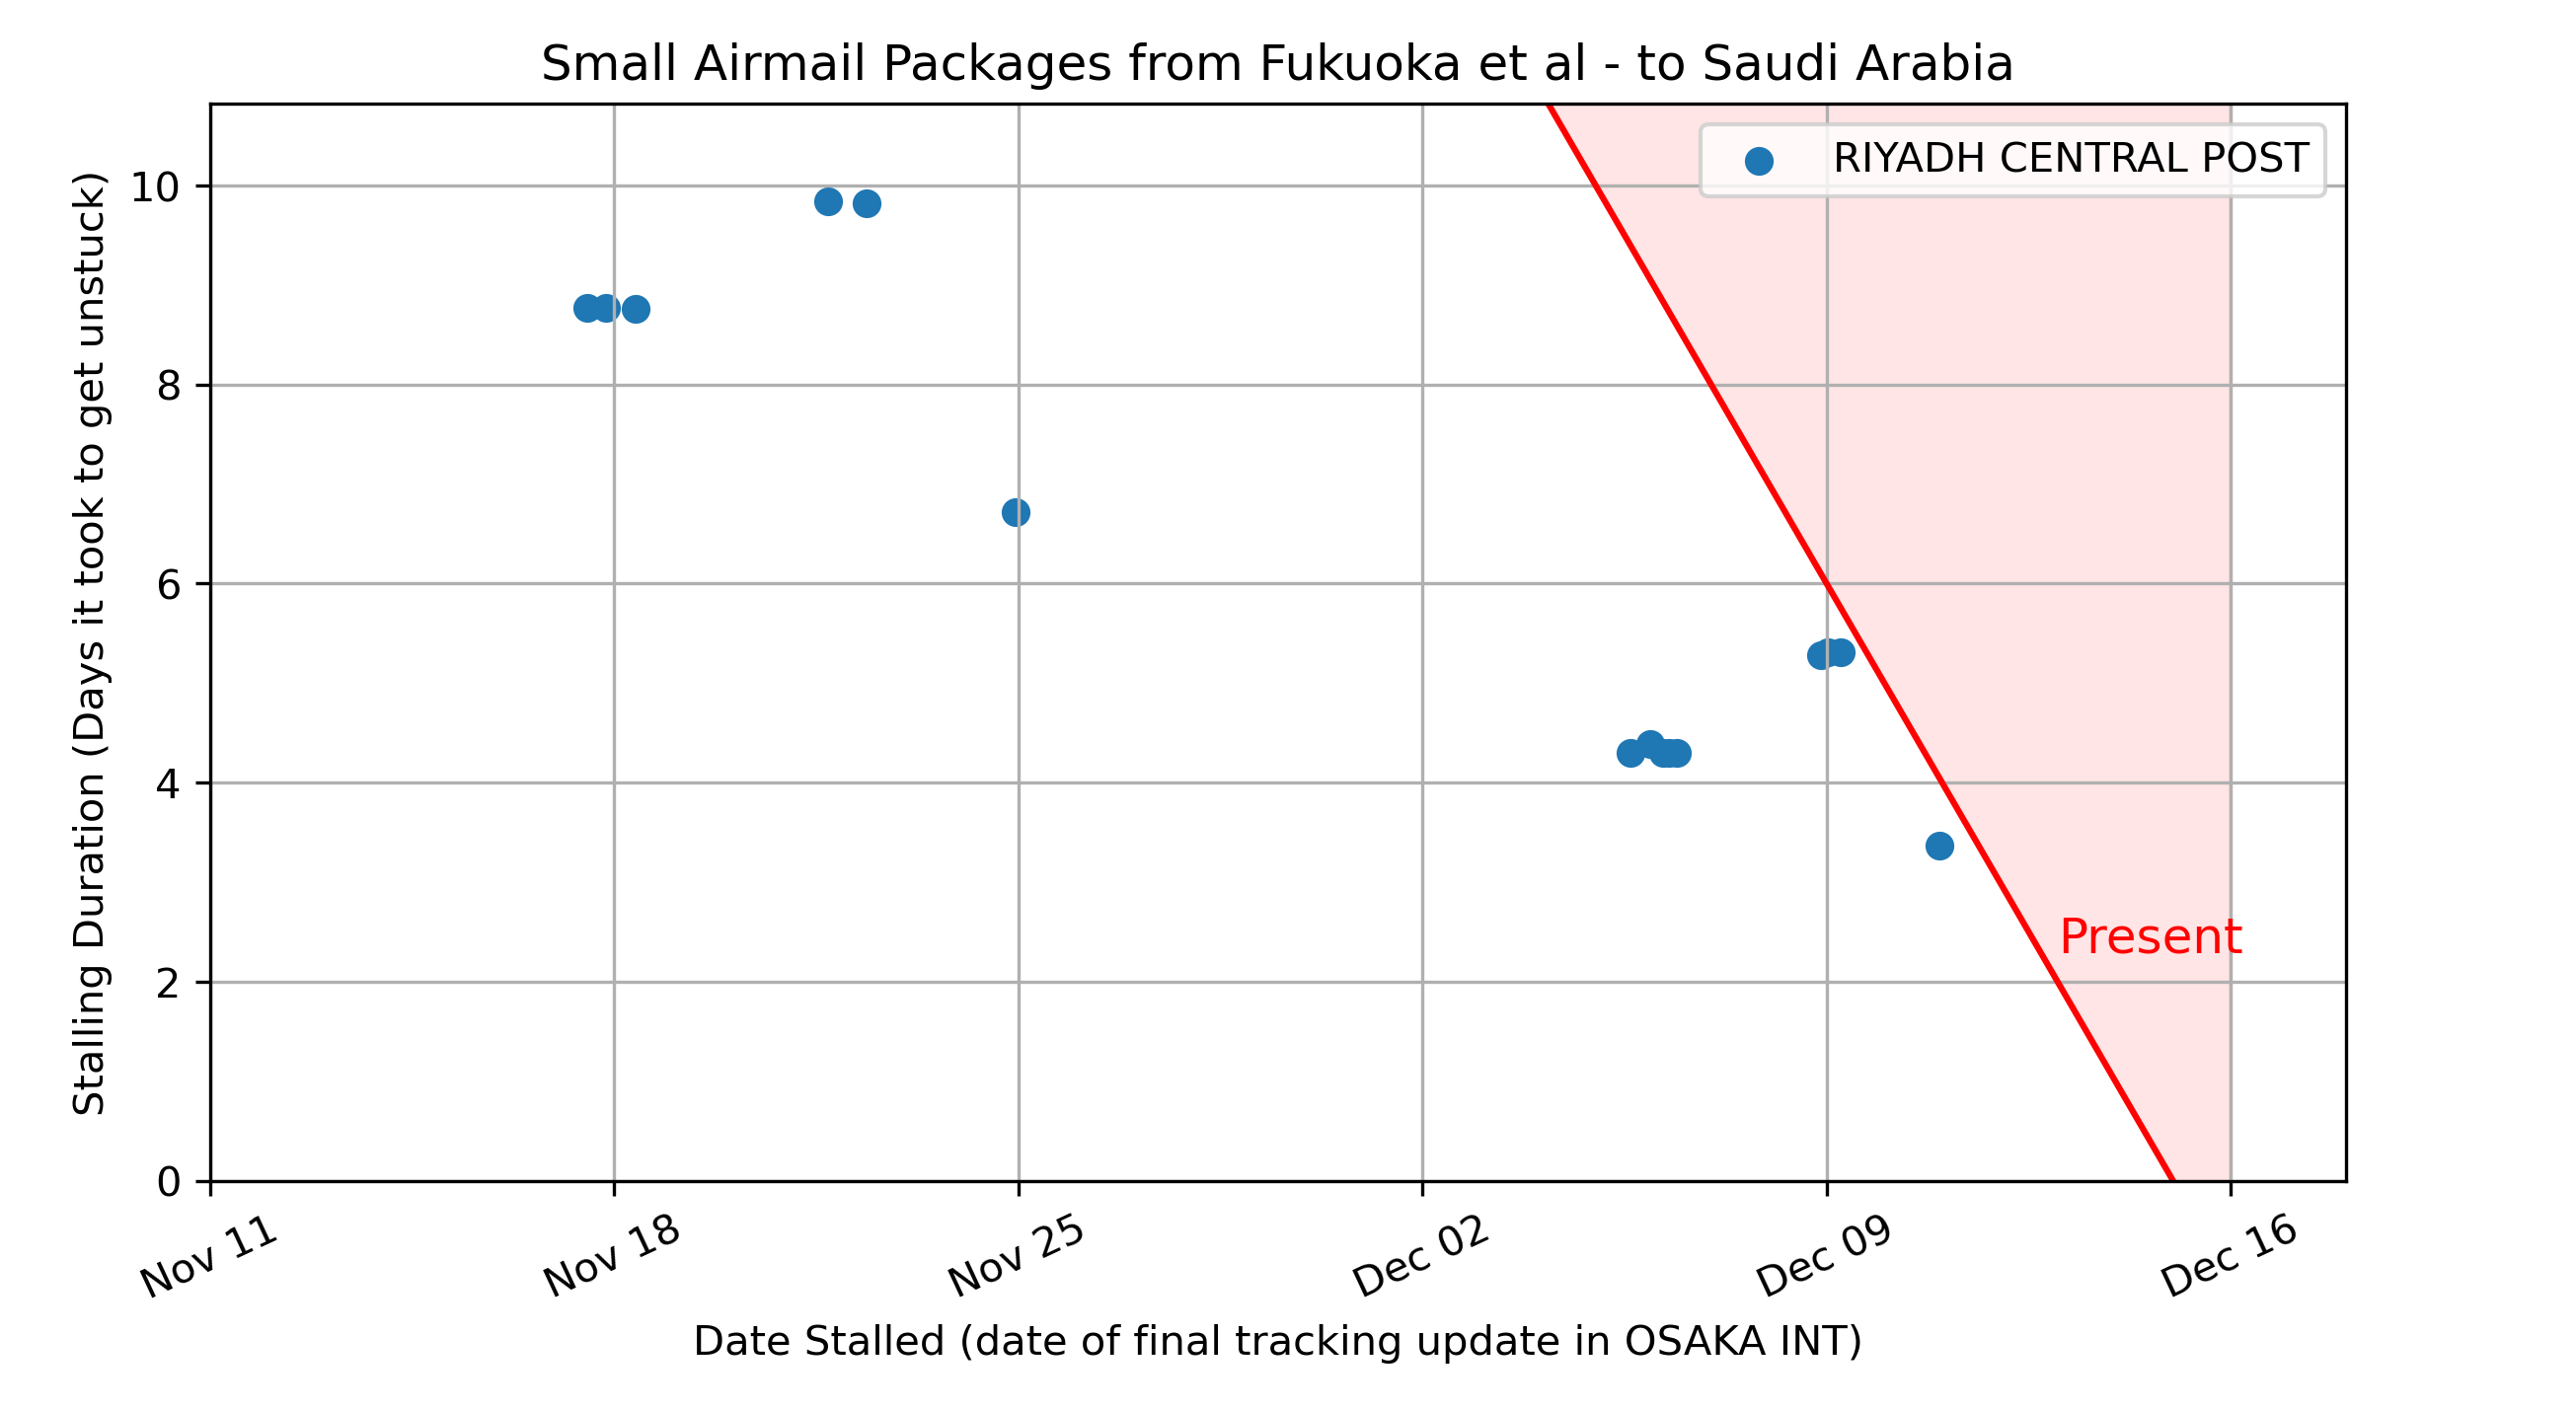 Small Airmail Packages from Fukuoka et al - to Saudi Arabia
RIYADH CENTRAL POST
Stalling Duration (Days it took to get unstuck)
10
8
6
4
2
0
Present
Nov 11
Nov 18
Nov 25
Dec 02
Dec 09
Dec 16
Date Stalled (date of final tracking update in OSAKA INT)